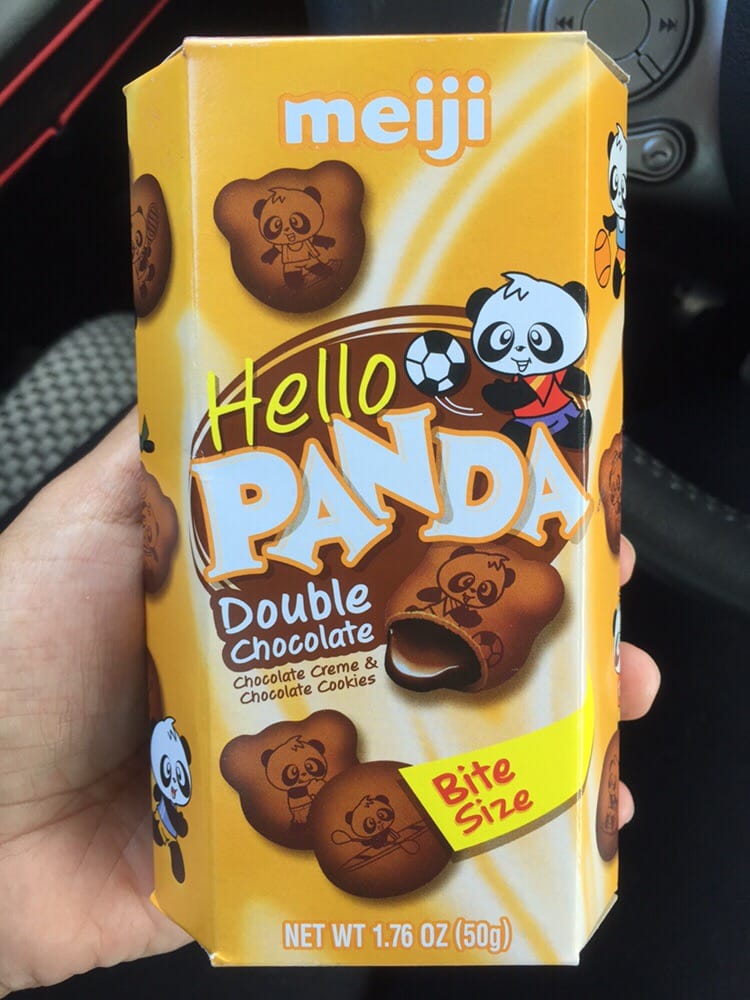 meiji
Hello
PANDA
Double
Chocolate
Chocolate Creme &
Chocolate Cookies
Bite
Size
NET WT 1.76 OZ (50g)